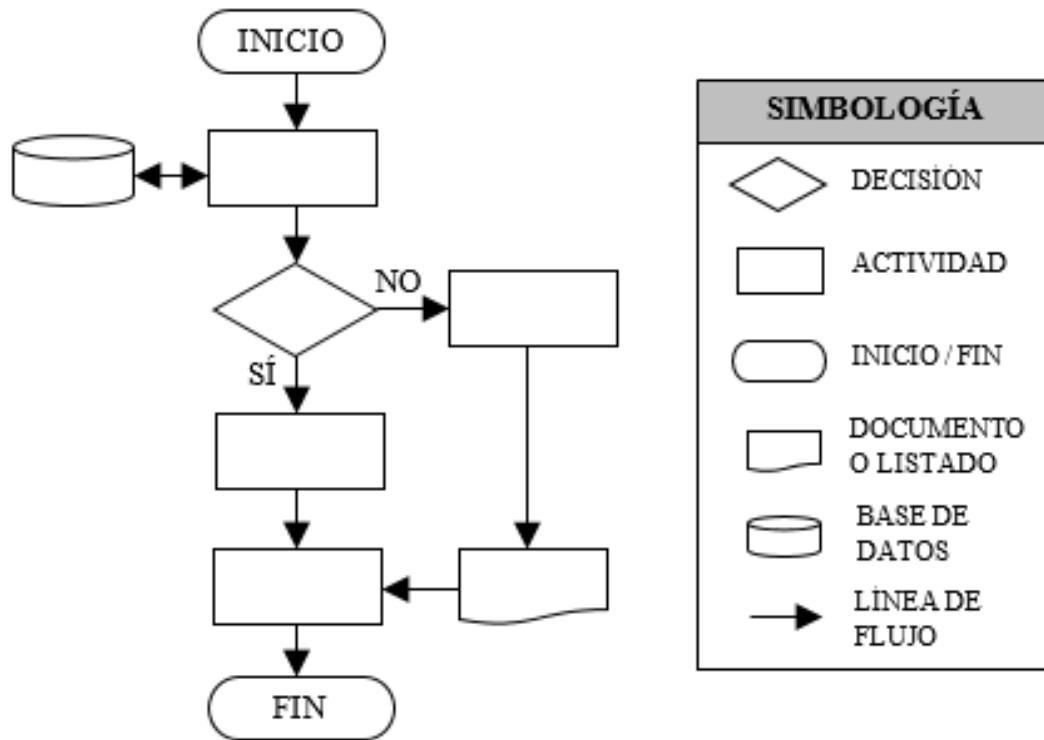 INICIO
NO
SÍ
FIN
SIMBOLOGÍA
DECISIÓN
ACTIVIDAD
INICIO / FIN
DOCUMENTO
O LISTADO
BASE DE
DATOS
LÍNEA DE
FLUJO